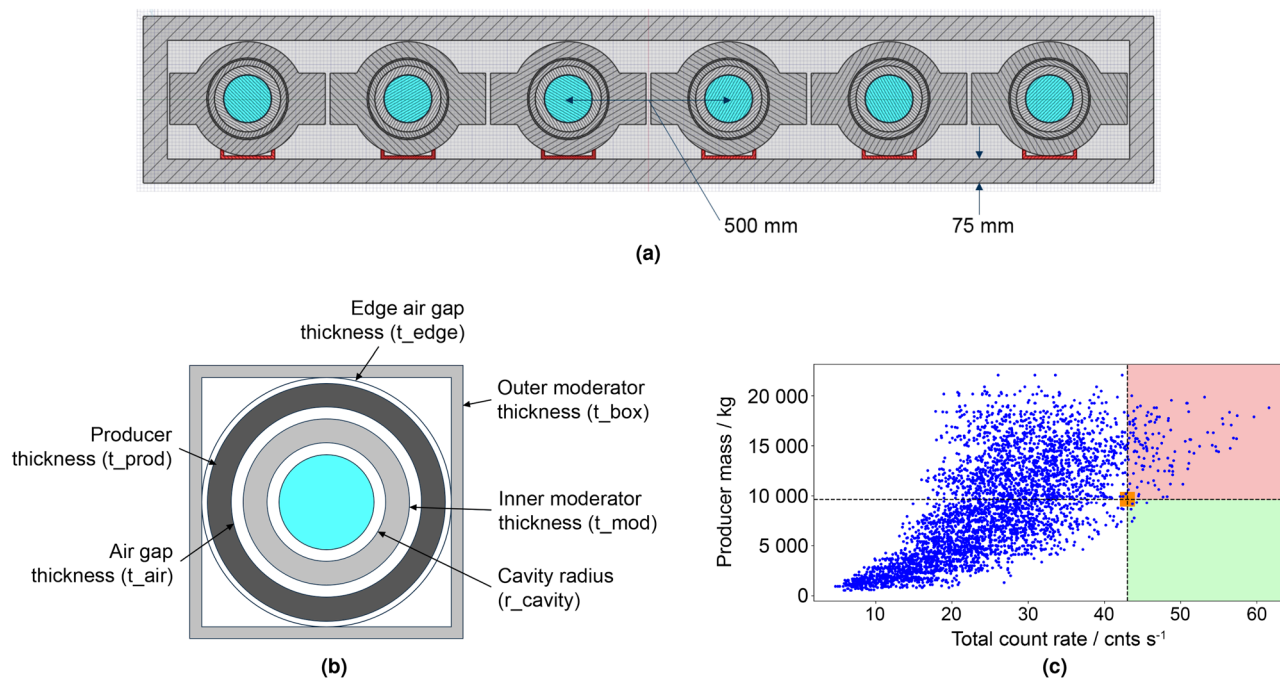 500 mm
75 mm
(a)
Edge air gap
thickness (t_edge)
Outer moderator
thickness (t_box)
Producer
thickness (t_prod)
Inner moderator
thickness (t_mod)
Air gap
thickness (t_air)
Cavity radius
(r_cavity)
(b)
Producer mass / kg
20 000
15 000
10 000
5 000
0
10
20
30
40
50
60
Total count rate / cnts s⁻¹
(c)